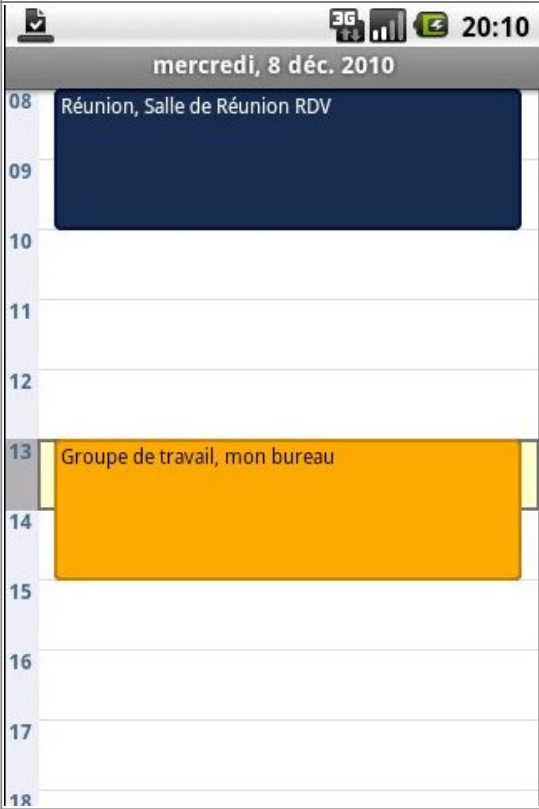 3G 20:10
mercredi, 8 déc. 2010
08 Réunion, Salle de Réunion RDV
09
10
11
12
13 Groupe de travail, mon bureau
14
15
16
17
18